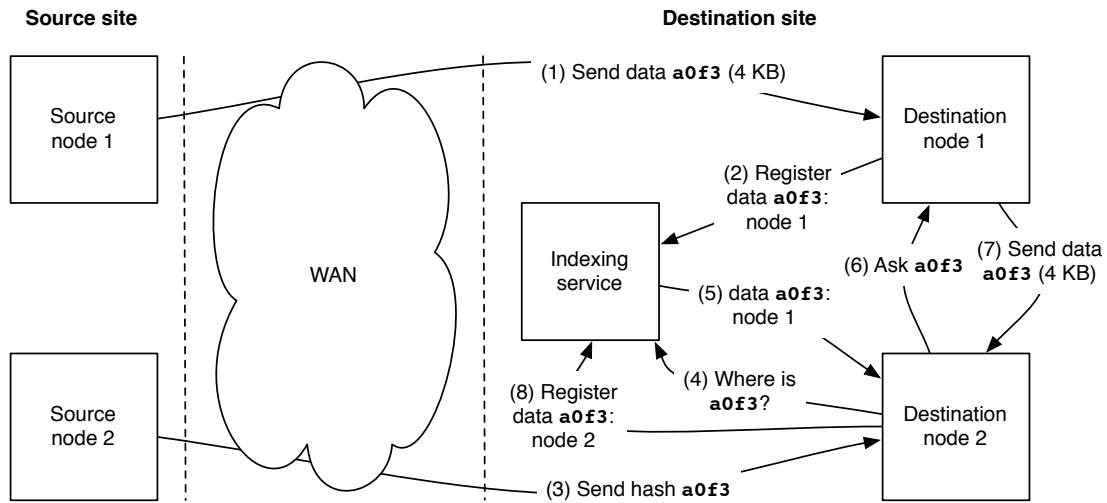 Source site
Destination site
Source
node 1
(1) Send data a0f3 (4 KB)
Destination
node 1
(2) Register
data a0f3:
node 1
WAN
Indexing
service
(6) Ask a0f3
(7) Send data
a0f3 (4 KB)
(5) data a0f3:
node 1
(4) Where is
a0f3?
(8) Register
data a0f3:
node 2
Source
node 2
Destination
node 2
(3) Send hash a0f3